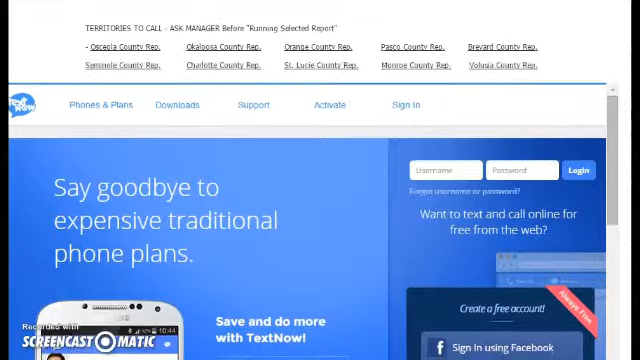 TERRITORIES TO CALL - ASK MANAGER Before "Running Selected Report"
- Osceola County Rep. Okaloosa County Rep. Orange County Rep. Pasco County Rep. Brevard County Rep.
Seminole County Rep. Charlotte County Rep. St. Lucie County Rep. Monroe County Rep. Volusia County Rep.
text NOW Phones & Plans Downloads Support Activate Sign In
Username Password Login
Forgot username or password?
Say goodbye to
expensive traditional
phone plans.
Want to text and call online for
free from the web?
Always Free
Create a free account!
10:44
Save and do more
with TextNow!
Sign In using Facebook
Recorded with
SCREENCAST O MATIC